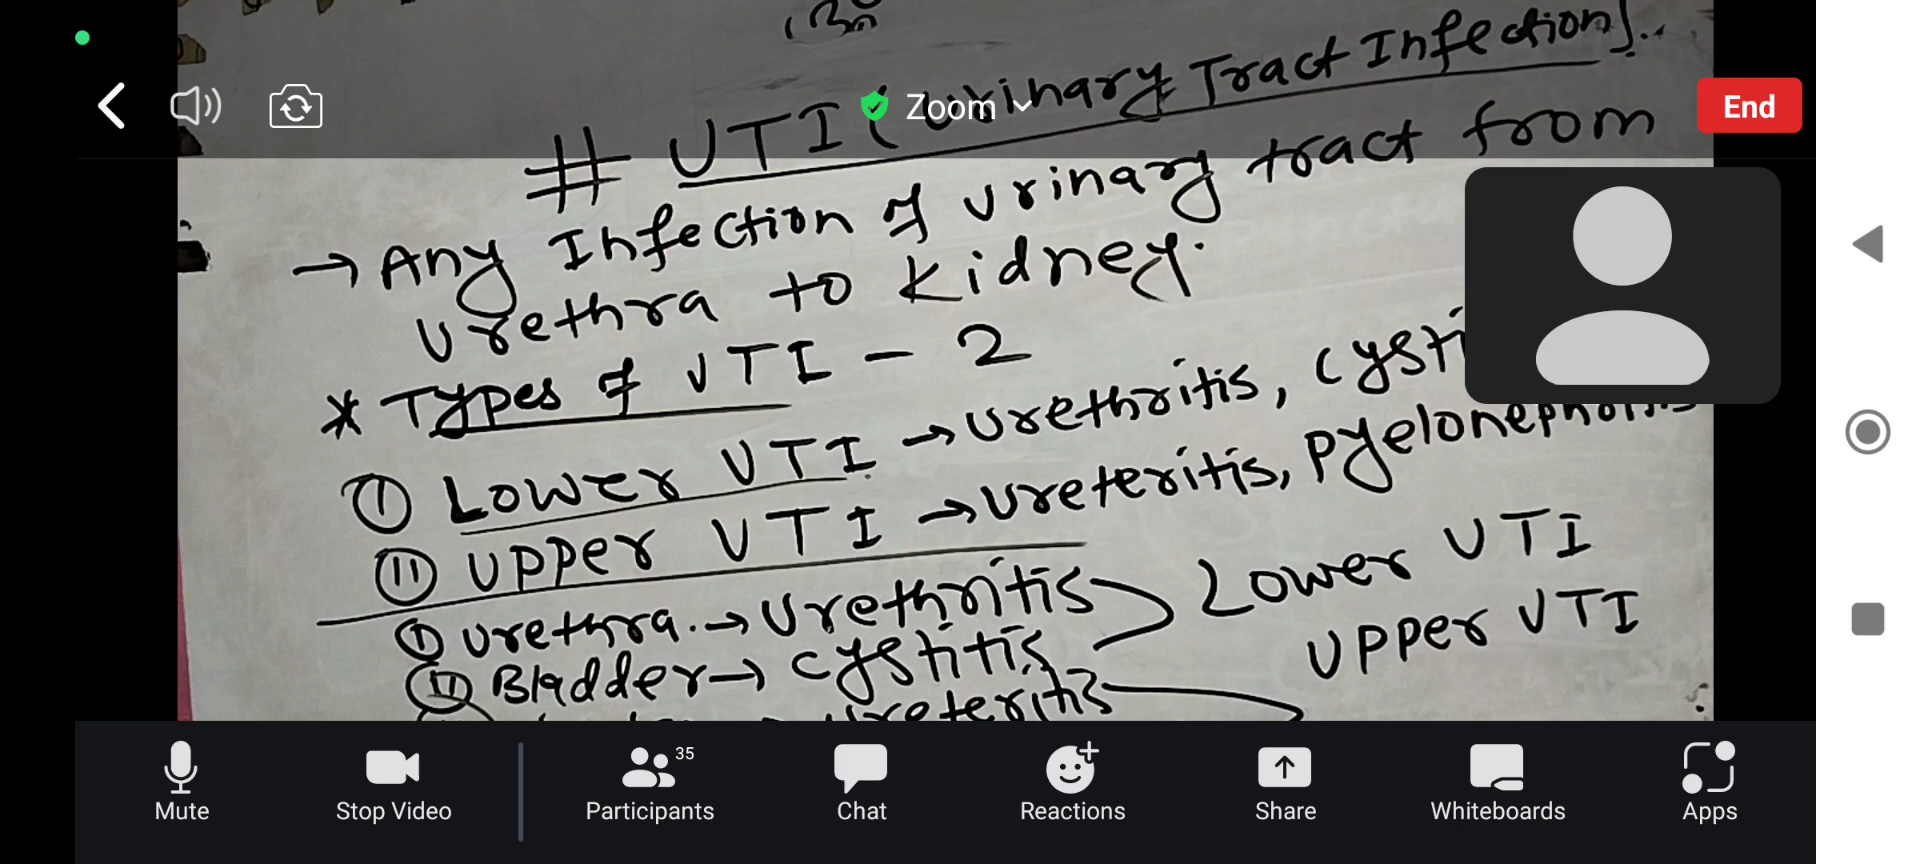 # UTI (Urinary Tract Infection)..
Zoom
End
→ Any Infection of urinary tract from
Urethra to Kidney.
* Types of UTI - 2
① Lower UTI → Urethritis,
② Upper UTI → Ureteritis, Pyelonephritis
① Urethra. → Urethritis
Lower UTI
② Bladder → Cystitis
Upper UTI
Ureteritis
Mute
Stop Video
35
Participants
Chat
Reactions
Share
Whiteboards
Apps